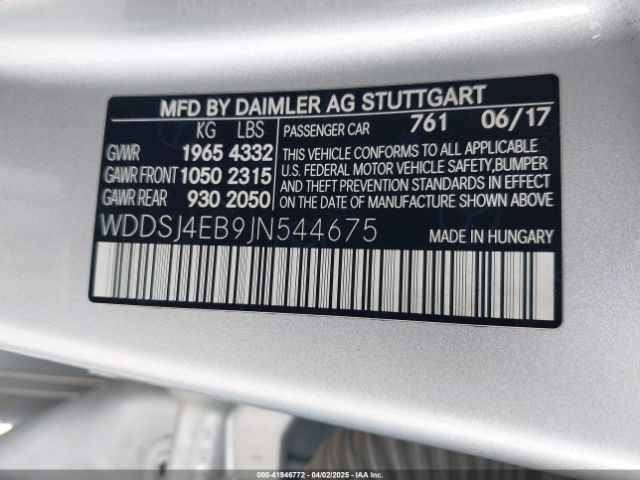 MFD BY DAIMLER AG STUTTGART
KG LBS
PASSENGER CAR 761 06/17
GVWR 1965 4332
GAWR FRONT 1050 2315
GAWR REAR 930 2050
THIS VEHICLE CONFORMS TO ALL APPLICABLE
U.S. FEDERAL MOTOR VEHICLE SAFETY, BUMPER
AND THEFT PREVENTION STANDARDS IN EFFECT
ON THE DATE OF MANUFACTURE SHOWN ABOVE.
WDDSJ4EB9JN544675
MADE IN HUNGARY
000-41946772 - 04/02/2025 - IAAI.COM